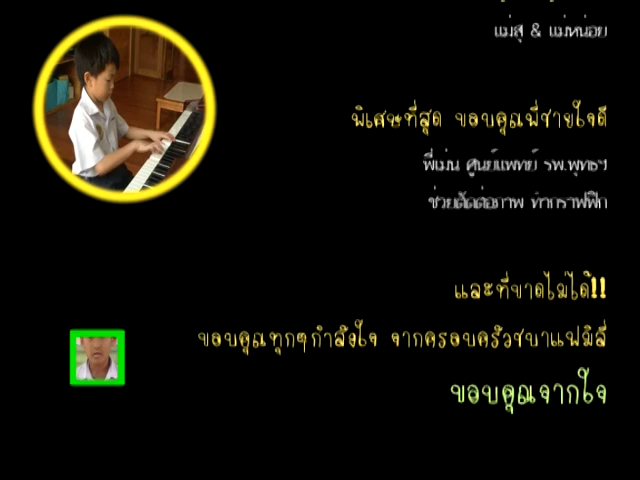 แม่สุ & แม่หน่อย
พิเศษที่สุด ขอบคุณพี่ชายใจดี
พี่เม่น ศูนย์แพทย์ รพ.พุทธฯ
ช่วยตัดต่อภาพ ทำกราฟฟิก
และที่ขาดไม่ได้!!
ขอบคุณทุกๆกำลังใจ จากครอบครัวชบาแฟมิลี่
ขอบคุณจากใจ